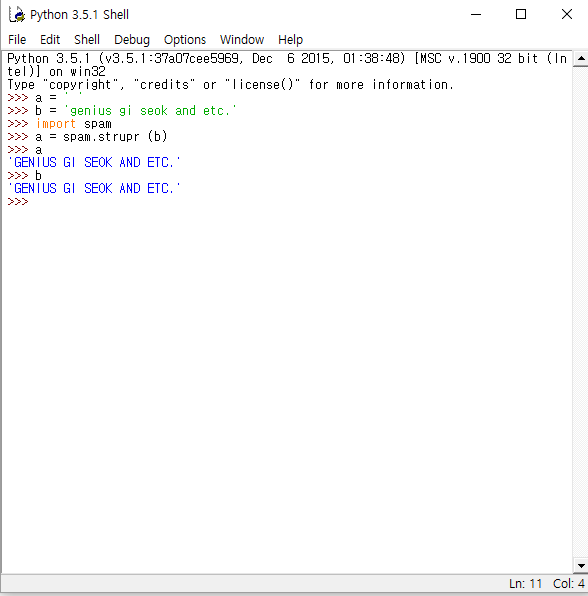 Python 3.5.1 Shell
File Edit Shell Debug Options Window Help
Python 3.5.1 (v3.5.1:37a07cee5969, Dec  6 2015, 01:38:48) [MSC v.1900 32 bit (In
tel)] on win32
Type "copyright", "credits" or "license()" for more information.
>>> a = ' '
>>> b = 'genius gi seok and etc.'
>>> import spam
>>> a = spam.strupr (b)
>>> a
'GENIUS GI SEOK AND ETC.'
>>> b
'GENIUS GI SEOK AND ETC.'
>>>
Ln: 11 Col: 4